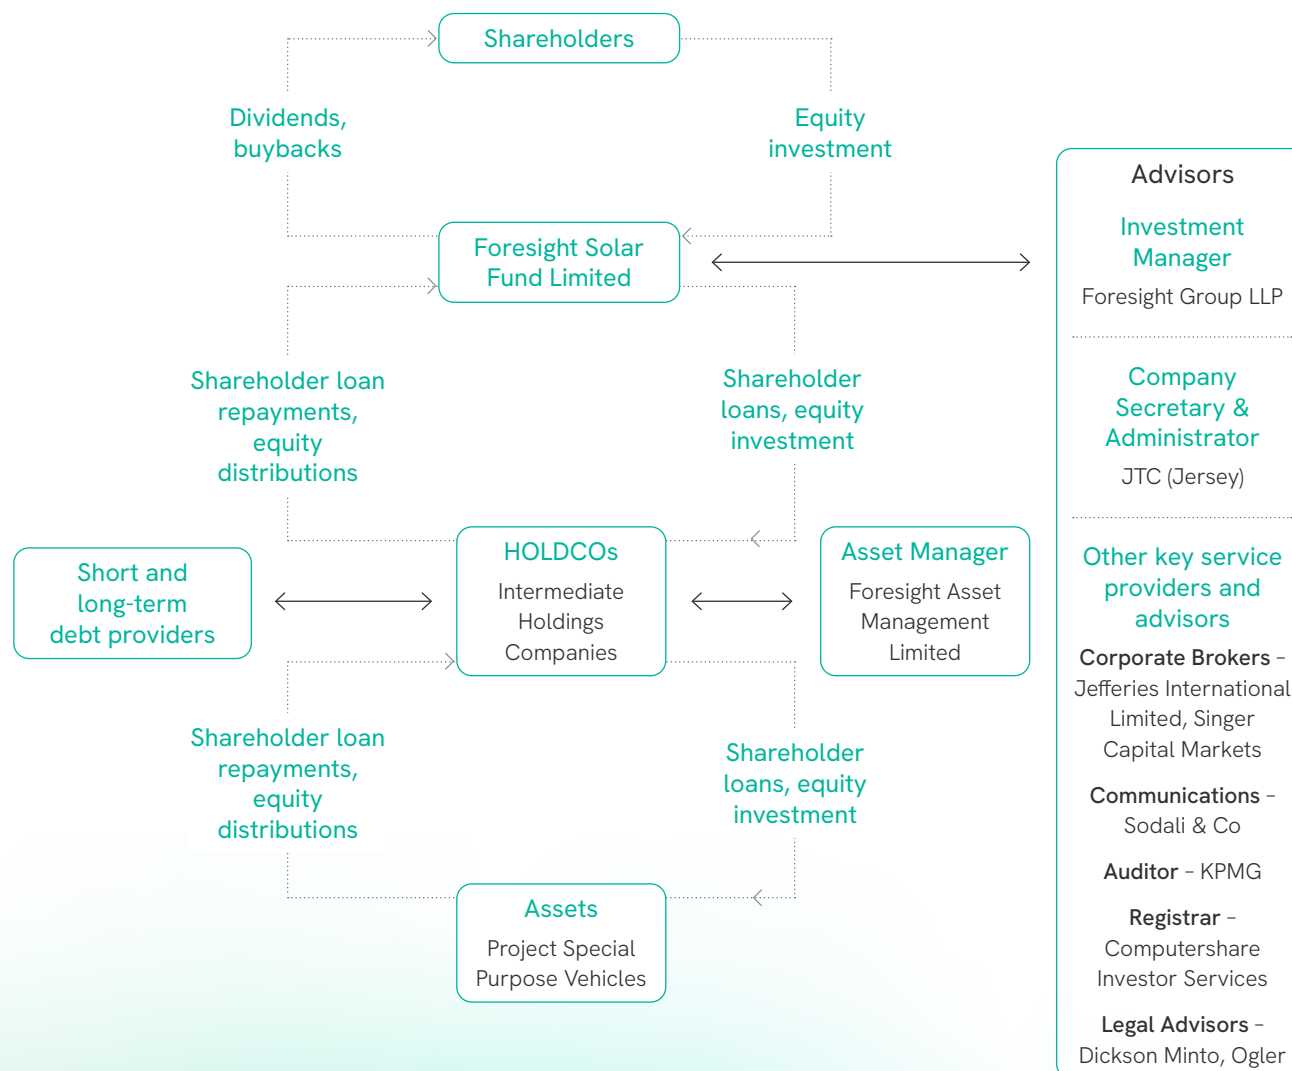 Shareholders
Dividends,
buybacks
Equity
investment
Foresight Solar
Fund Limited
Shareholder loan
repayments,
equity
distributions
Shareholder
loans, equity
investment
Short and
long-term
debt providers
HOLDCOs
Intermediate
Holdings
Companies
Asset Manager
Foresight Asset
Management
Limited
Shareholder loan
repayments,
equity
distributions
Shareholder
loans, equity
investment
Assets
Project Special
Purpose Vehicles
Advisors
Investment
Manager
Foresight Group LLP
Company
Secretary &
Administrator
JTC (Jersey)
Other key service
providers and
advisors
Corporate Brokers –
Jefferies International
Limited, Singer
Capital Markets
Communications –
Sodali & Co
Auditor – KPMG
Registrar –
Computershare
Investor Services
Legal Advisors –
Dickson Minto, Ogler